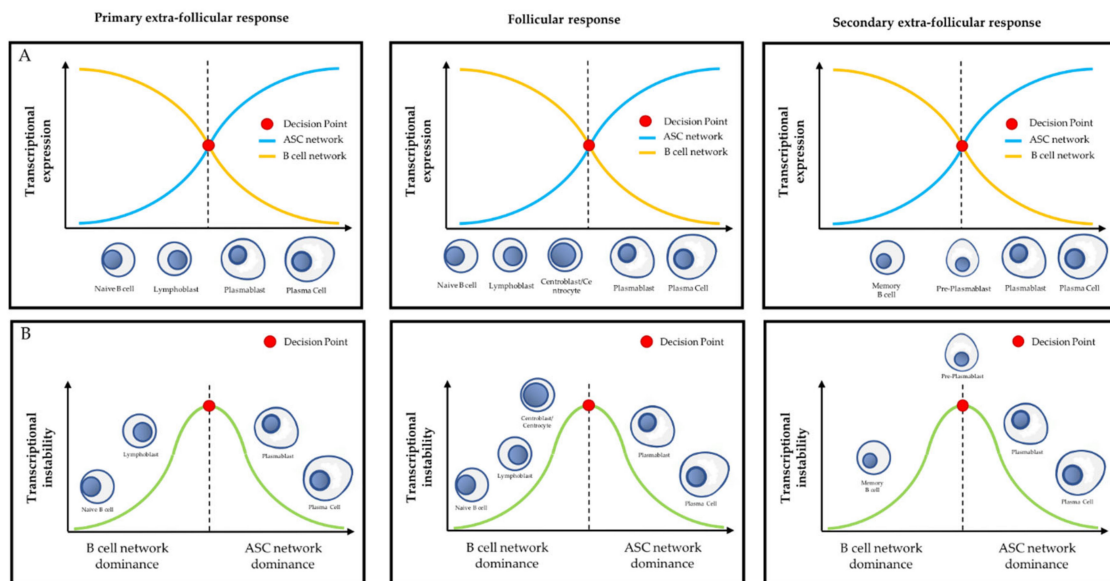 Primary extra-follicular response
Follicular response
Secondary extra-follicular response
A
Transcriptional
expression
Decision Point
ASC network
B cell network
Naive B cell
Lymphoblast
Plasmablast
Plasma Cell
Transcriptional
expression
Decision Point
ASC network
B cell network
Naive B cell
Lymphoblast
Centroblast/Ce
ntrocyte
Plasmablast
Plasma Cell
Transcriptional
expression
Decision Point
ASC network
B cell network
Memory
B cell
Pre-Plasmablast
Plasmablast
Plasma Cell
B
Decision Point
Transcriptional
instability
Lymphoblast
Plasmablast
Naive B cell
Plasma Cell
B cell network
dominance
ASC network
dominance
Decision Point
Transcriptional
instability
Centroblast/
Centrocyte
Lymphoblast
Plasmablast
Naive B cell
Plasma Cell
B cell network
dominance
ASC network
dominance
Decision Point
Transcriptional
instability
Pre-Plasmablast
Plasmablast
Memory
B cell
Plasma Cell
B cell network
dominance
ASC network
dominance